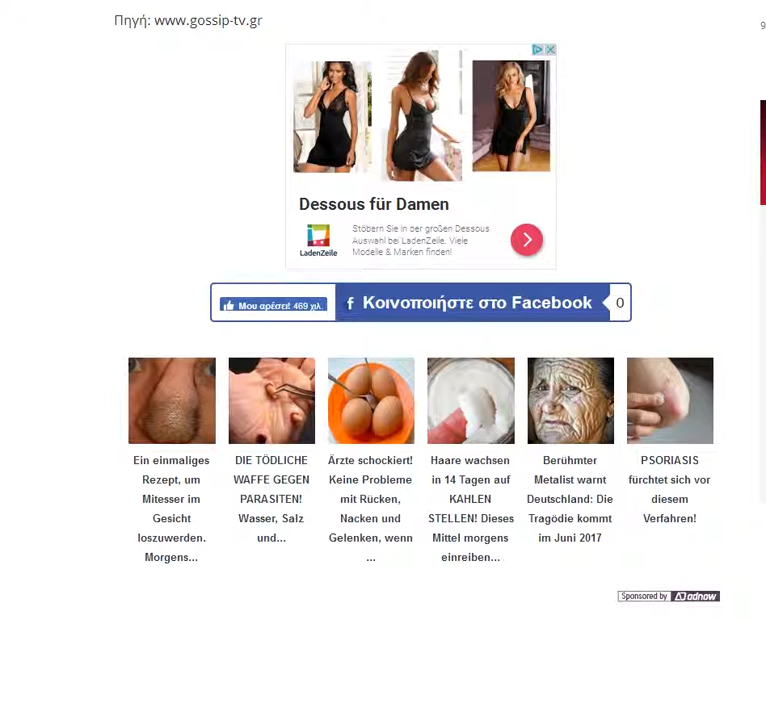 Πηγή: www.gossip-tv.gr
9
Dessous für Damen
Stöbern Sie in der großen Dessous
Auswahl bei LadenZeile. Viele
Modelle & Marken finden!
LadenZeile
Μου αρέσει! 469 χιλ.
Κοινοποιήστε στο Facebook
0
Ein einmaliges
Rezept, um
Mitesser im
Gesicht
loszuwerden.
Morgens...
DIE TÖDLICHE
WAFFE GEGEN
PARASITEN!
Wasser, Salz
und...
Ärzte schockiert!
Keine Probleme
mit Rücken,
Nacken und
Gelenken, wenn
...
Haare wachsen
in 14 Tagen auf
KAHLEN
STELLEN! Dieses
Mittel morgens
einreiben...
Berühmter
Metalist warnt
Deutschland: Die
Tragödie kommt
im Juni 2017
PSORIASIS
fürchtet sich vor
diesem
Verfahren!
Sponsored by adnow